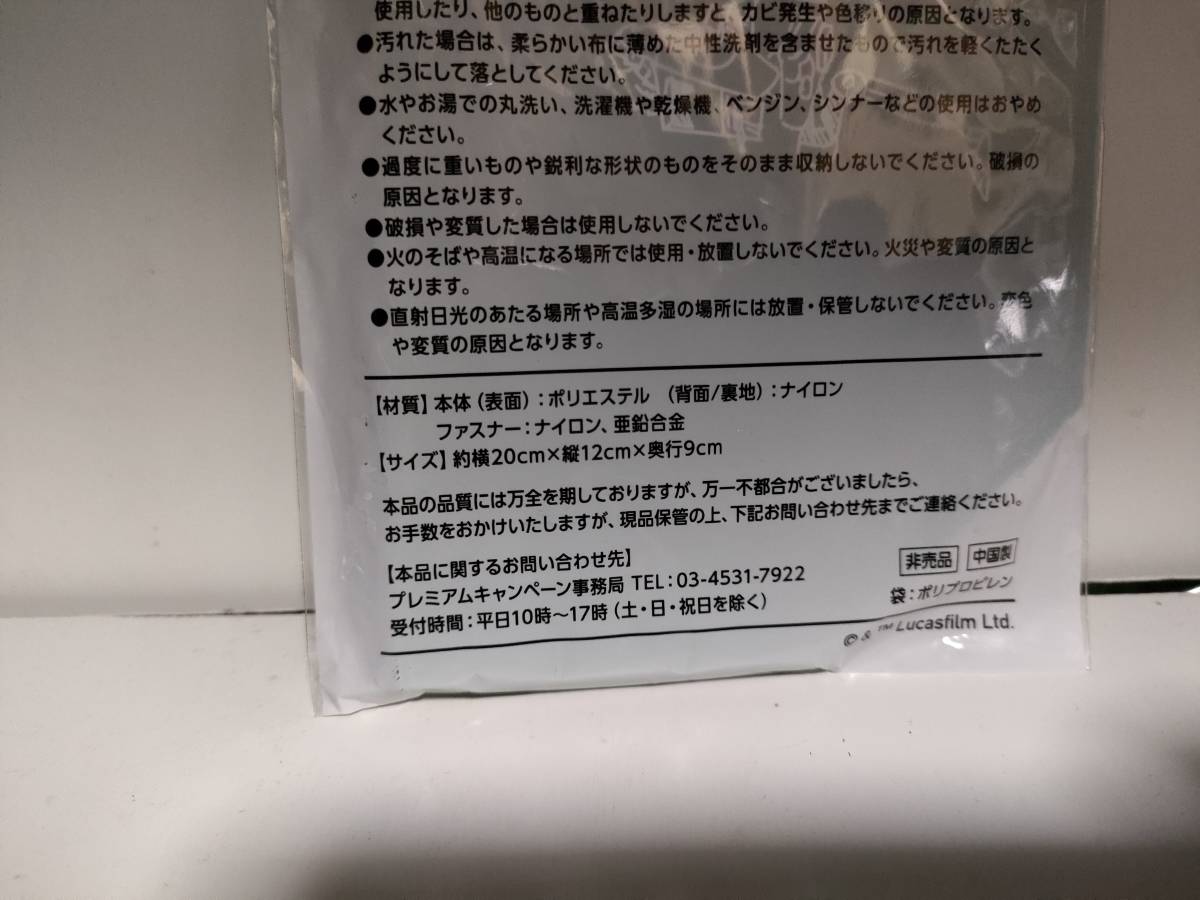 使用したり、他のものと重ねたりしますと、カビ発生や色移りの原因となります。
●汚れた場合は、柔らかい布に薄めた中性洗剤を含ませたもので汚れを軽くたたく
ようにして落としてください。
●水やお湯での丸洗い、洗濯機や乾燥機、ベンジン、シンナーなどの使用はおやめ
ください。
●過度に重いものや鋭利な形状のものをそのまま収納しないでください。破損の
原因となります。
●破損や変質した場合は使用しないでください。
●火のそばや高温になる場所では使用・放置しないでください。火災や変質の原因と
なります。
●直射日光のあたる場所や高温多湿の場所には放置・保管しないでください。変色
や変質の原因となります。
【材質】本体（表面）：ポリエステル （背面/裏地）：ナイロン
ファスナー：ナイロン、亜鉛合金
【サイズ】約横20cm×縦12cm×奥行9cm
本品の品質には万全を期しておりますが、万一不都合がございましたら、
お手数をおかけいたしますが、現品保管の上、下記お問い合わせ先までご連絡ください。
【本品に関するお問い合わせ先】
プレミアムキャンペーン事務局 TEL：03-4531-7922
受付時間：平日10時～17時（土・日・祝日を除く）
非売品 中国製
袋：ポリプロピレン
© & ™ Lucasfilm Ltd.